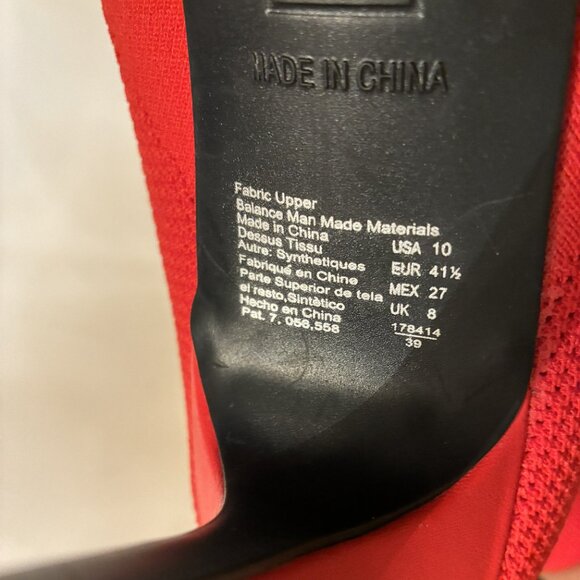 MADE IN CHINA
Fabric Upper
Balance Man Made Materials
Made in China
Dessus Tissu
Autre: Synthetiques
Fabriqué en Chine
Parte Superior de tela
el resto,Sintético
Hecho en China
Pat. 7, 056,558
USA 10
EUR 41½
MEX 27
UK 8
178414
39